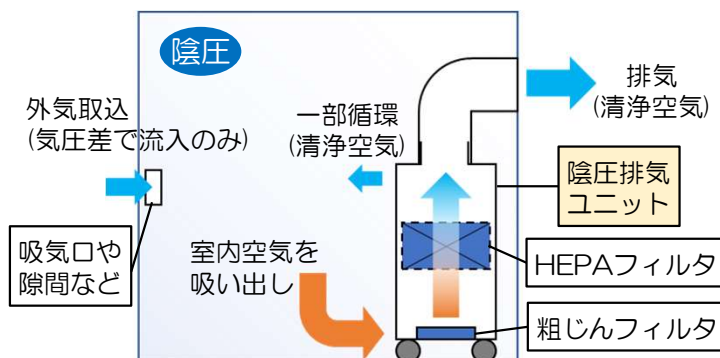 陰圧
外気取込
(気圧差で流入のみ)
一部循環
(清浄空気)
排気
(清浄空気)
陰圧排気
ユニット
吸気口や
隙間など
室内空気を
吸い出し
HEPAフィルタ
粗じんフィルタ